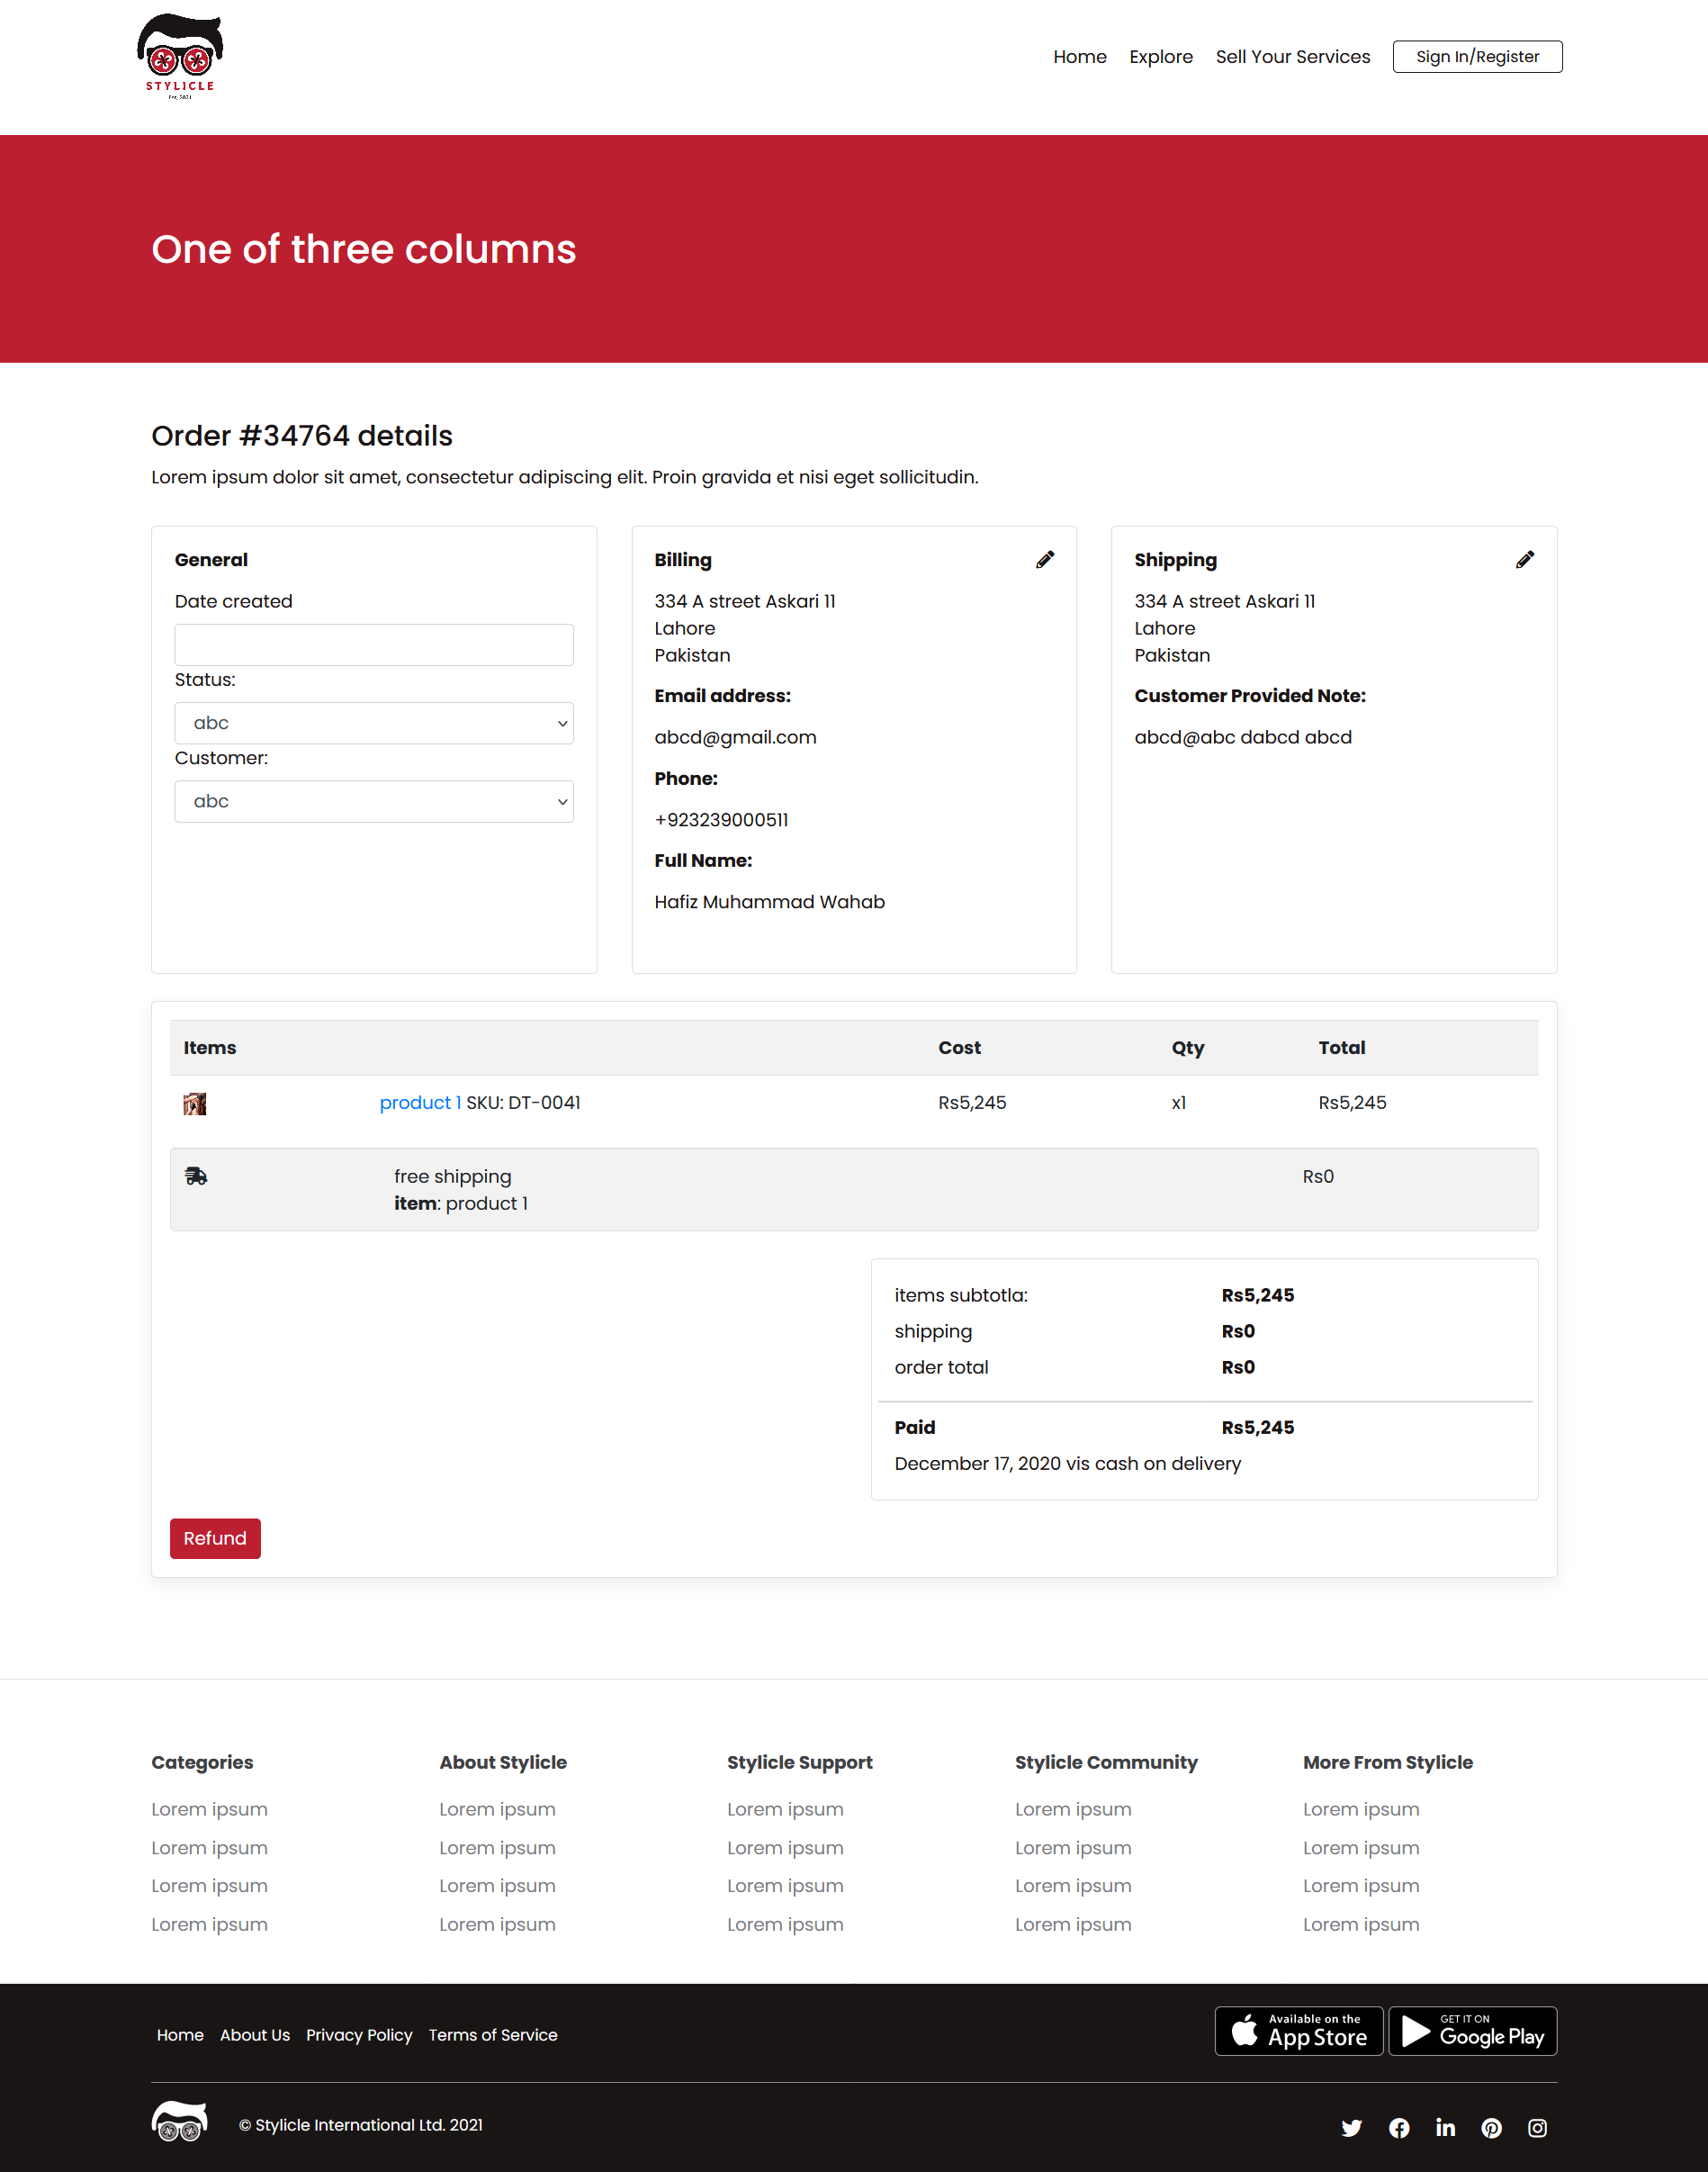 STYLICLE
Est. 2021
Home Explore Sell Your Services Sign In/Register
One of three columns
Order #34764 details
Lorem ipsum dolor sit amet, consectetur adipiscing elit. Proin gravida et nisi eget sollicitudin.
General
Date created
Status:
abc
Customer:
abc
Billing
334 A street Askari 11
Lahore
Pakistan
Email address:
abcd@gmail.com
Phone:
+923239000511
Full Name:
Hafiz Muhammad Wahab
Shipping
334 A street Askari 11
Lahore
Pakistan
Customer Provided Note:
abcd@abc dabcd abcd
Items Cost Qty Total
product 1 SKU: DT-0041 Rs5,245 x1 Rs5,245
free shipping Rs0
item: product 1
items subtotla: Rs5,245
shipping Rs0
order total Rs0
Paid Rs5,245
December 17, 2020 vis cash on delivery
Refund
Categories
Lorem ipsum
Lorem ipsum
Lorem ipsum
Lorem ipsum
About Stylicle
Lorem ipsum
Lorem ipsum
Lorem ipsum
Lorem ipsum
Stylicle Support
Lorem ipsum
Lorem ipsum
Lorem ipsum
Lorem ipsum
Stylicle Community
Lorem ipsum
Lorem ipsum
Lorem ipsum
Lorem ipsum
More From Stylicle
Lorem ipsum
Lorem ipsum
Lorem ipsum
Lorem ipsum
Home About Us Privacy Policy Terms of Service
Available on the
App Store
GET IT ON
Google Play
© Stylicle International Ltd. 2021